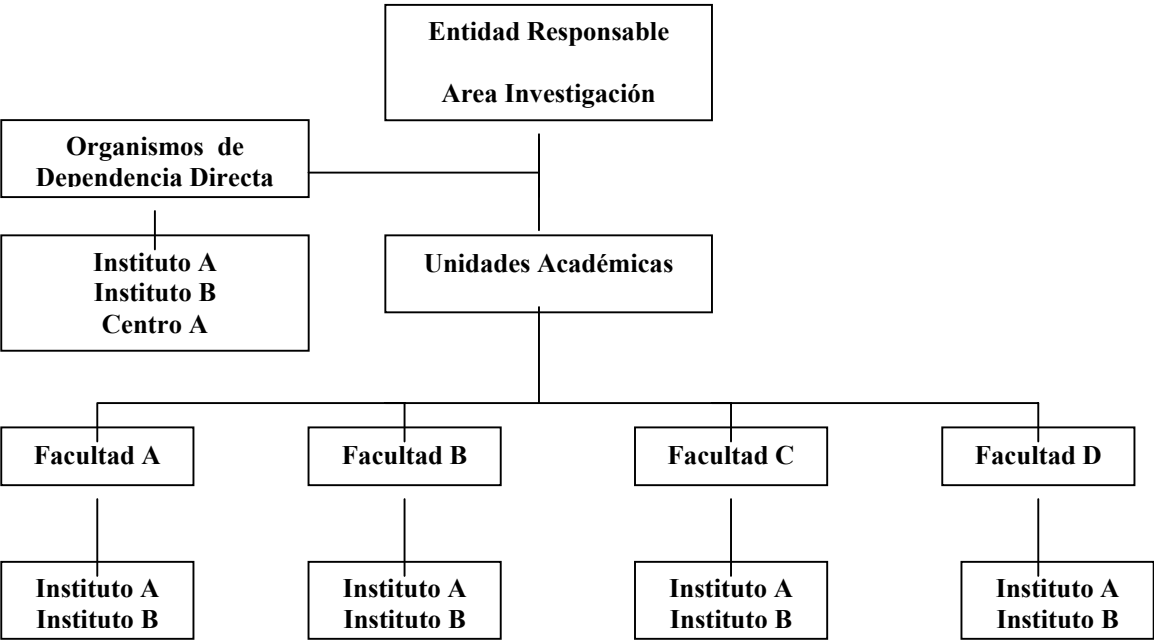 Entidad Responsable
Area Investigación
Organismos de
Dependencia Directa
Instituto A
Instituto B
Centro A
Unidades Académicas
Facultad A
Facultad B
Facultad C
Facultad D
Instituto A
Instituto B
Instituto A
Instituto B
Instituto A
Instituto B
Instituto A
Instituto B